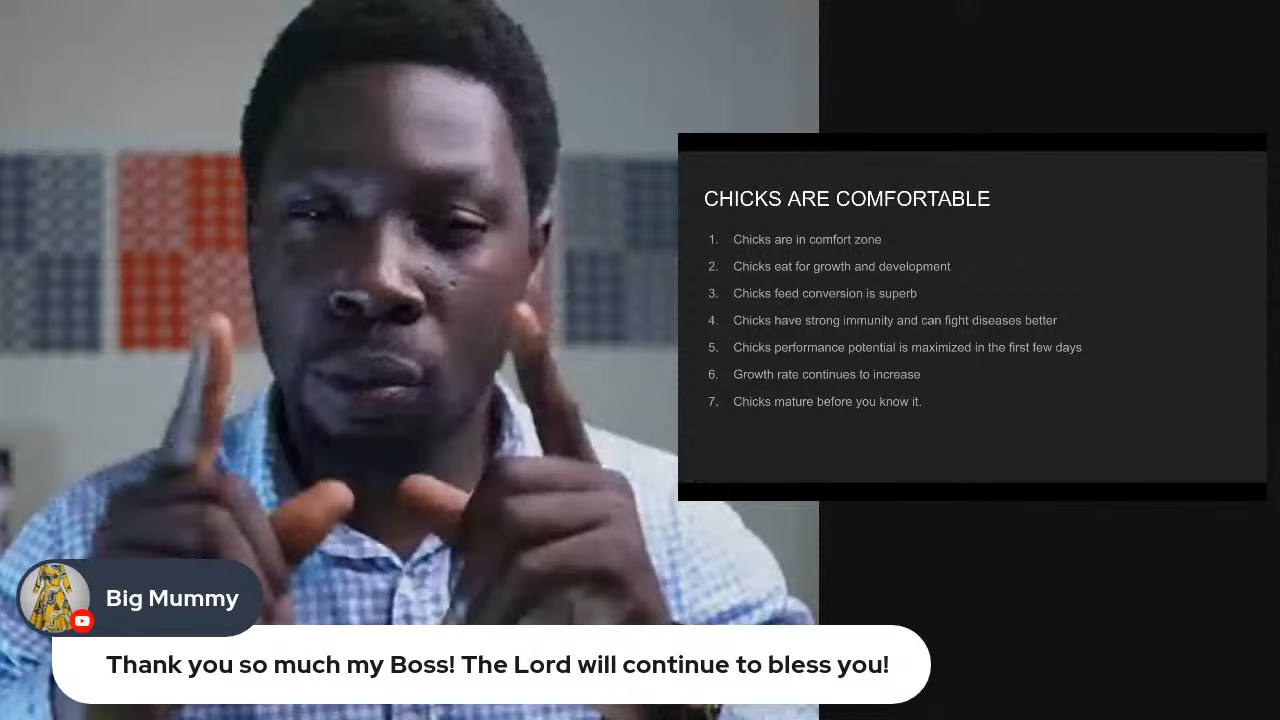 CHICKS ARE COMFORTABLE
1. Chicks are in comfort zone
2. Chicks eat for growth and development
3. Chicks feed conversion is superb
4. Chicks have strong immunity and can fight diseases better
5. Chicks performance potential is maximized in the first few days
6. Growth rate continues to increase
7. Chicks mature before you know it.
Big Mummy
Thank you so much my Boss! The Lord will continue to bless you!